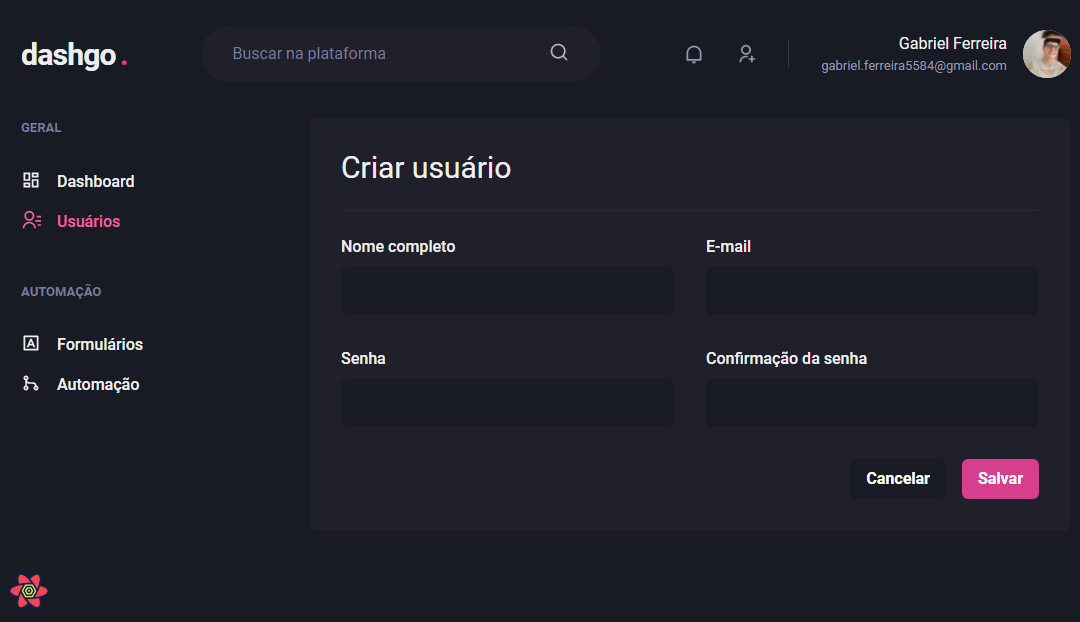 dashgo.
Buscar na plataforma
Gabriel Ferreira
gabriel.ferreira5584@gmail.com
GERAL
Dashboard
Usuários
AUTOMAÇÃO
Formulários
Automação
Criar usuário
Nome completo
E-mail
Senha
Confirmação da senha
Cancelar
Salvar